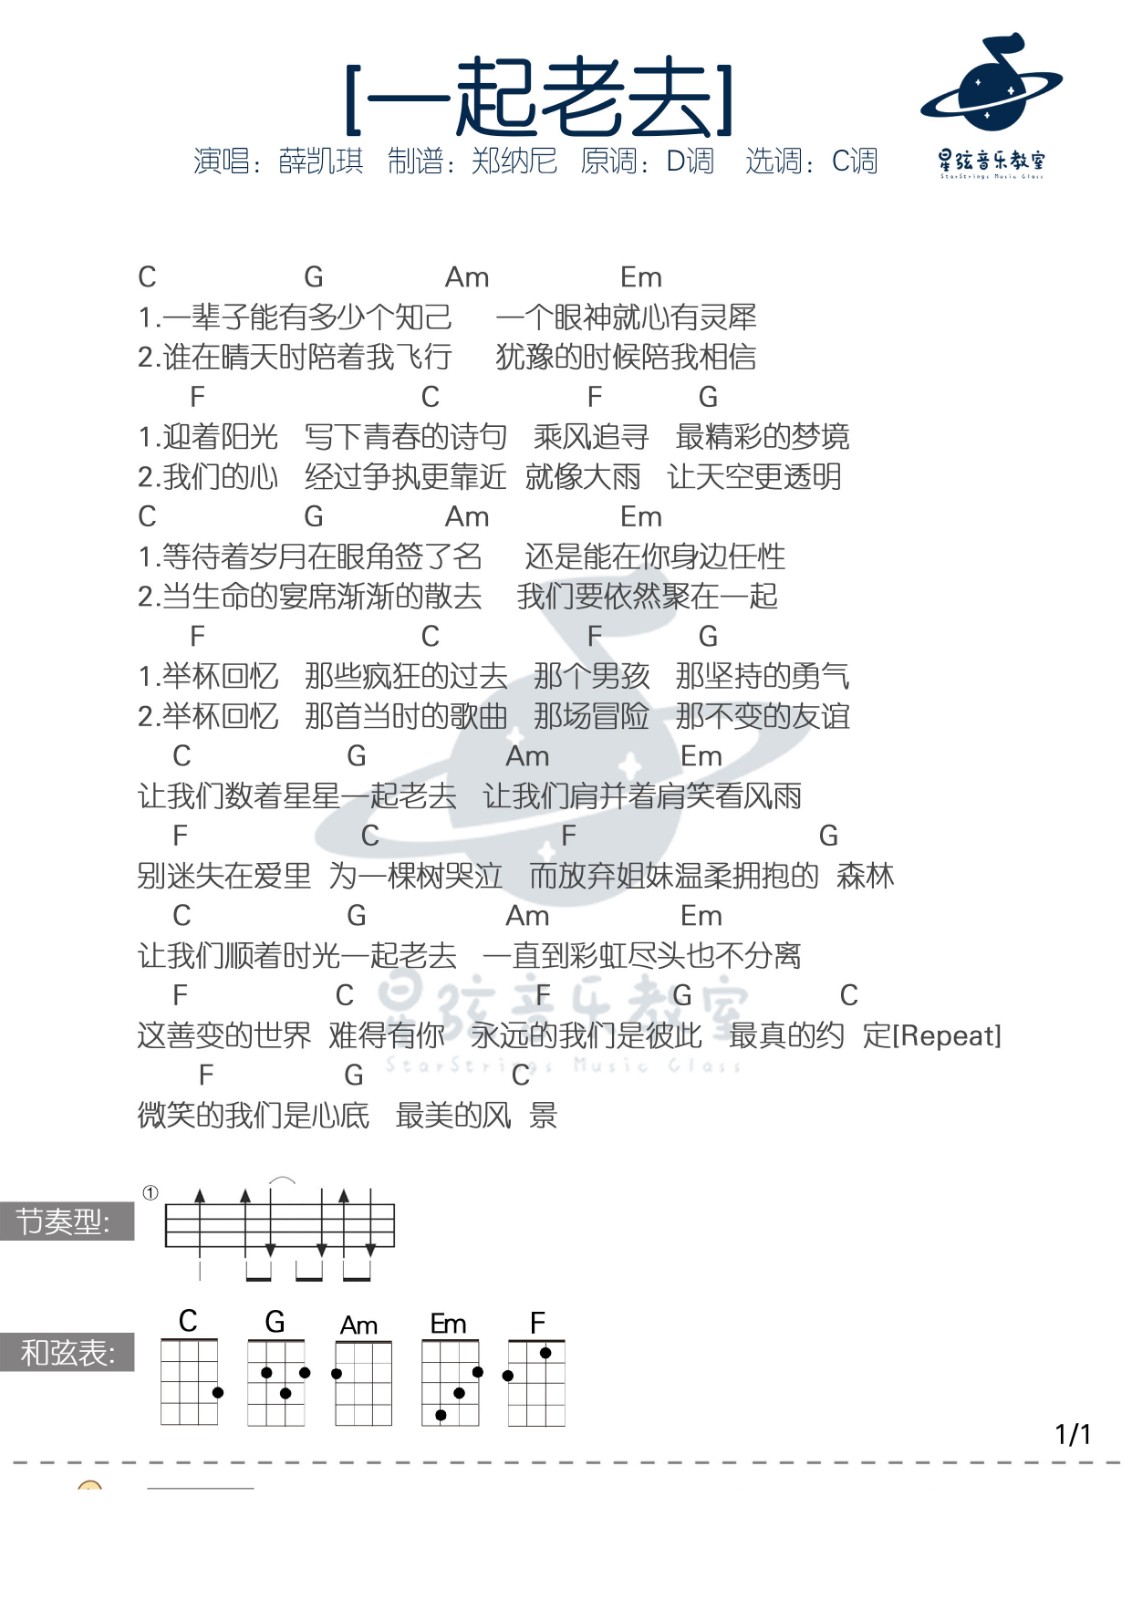 [一起老去]
演唱：薛凯琪 制谱：郑纳尼 原调：D调 选调：C调
星弦音乐教室
StarStrings Music Class
C G Am Em
1.一辈子能有多少个知己 一个眼神就心有灵犀
2.谁在晴天时陪着我飞行 犹豫的时候陪我相信
F C F G
1.迎着阳光 写下青春的诗句 乘风追寻 最精彩的梦境
2.我们的心 经过争执更靠近 就像大雨 让天空更透明
C G Am Em
1.等待着岁月在眼角签了名 还是能在你身边任性
2.当生命的宴席渐渐的散去 我们要依然聚在一起
F C F G
1.举杯回忆 那些疯狂的过去 那个男孩 那坚持的勇气
2.举杯回忆 那首当时的歌曲 那场冒险 那不变的友谊
C G Am Em
让我们数着星星一起老去 让我们肩并着肩笑看风雨
F C F G
别迷失在爱里 为一棵树哭泣 而放弃姐妹温柔拥抱的 森林
C G Am Em
让我们顺着时光一起老去 一直到彩虹尽头也不分离
F C F G C
这善变的世界 难得有你 永远的我们是彼此 最真的约 定[Repeat]
星弦音乐教室
StarStrings Music Class
F G C
微笑的我们是心底 最美的风 景
①
节奏型:
C G Am Em F
和弦表:
1/1